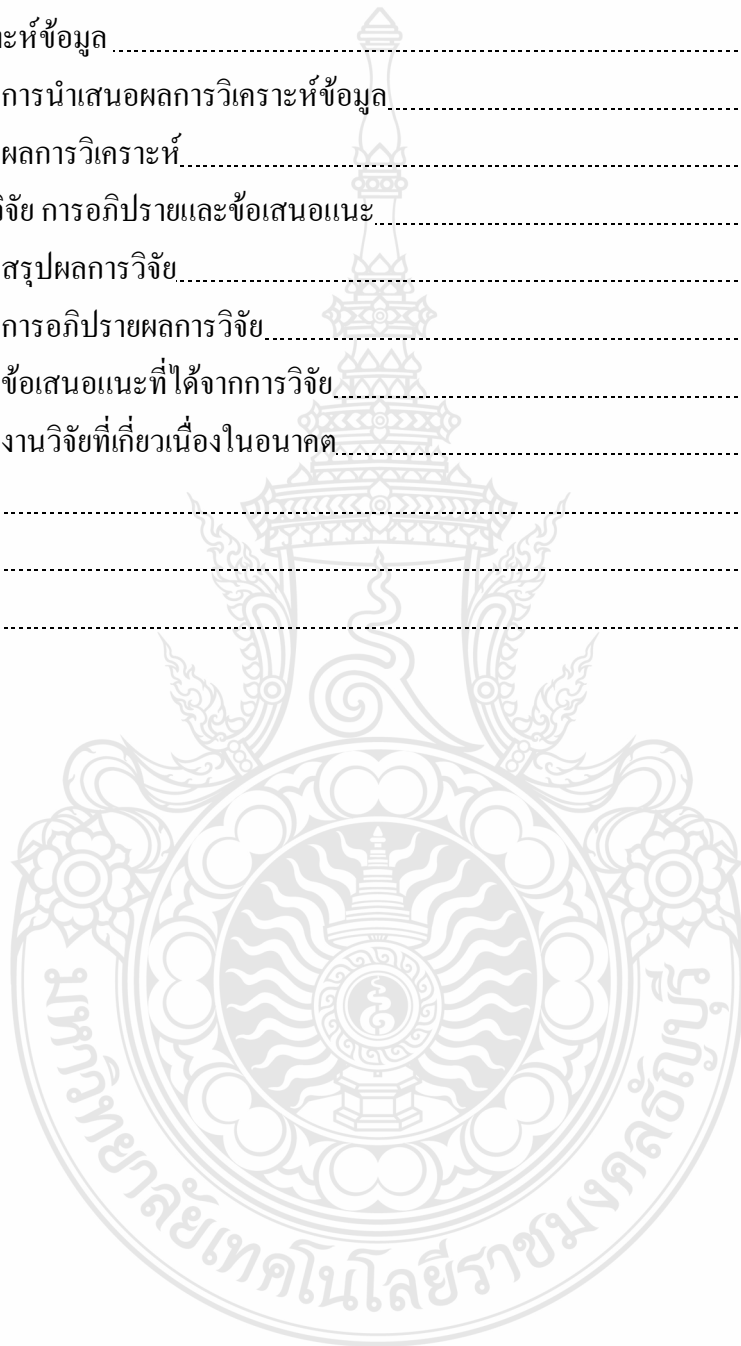 ะห์ข้อมูล
การนำเสนอผลการวิเคราะห์ข้อมูล
ผลการวิเคราะห์
วิจัย การอภิปรายและข้อเสนอแนะ
สรุปผลการวิจัย
การอภิปรายผลการวิจัย
ข้อเสนอแนะที่ได้จากการวิจัย
งานวิจัยที่เกี่ยวเนื่องในอนาคต
มหาวิทยาลัยเทคโนโลยีราชมงคลธัญบุรี